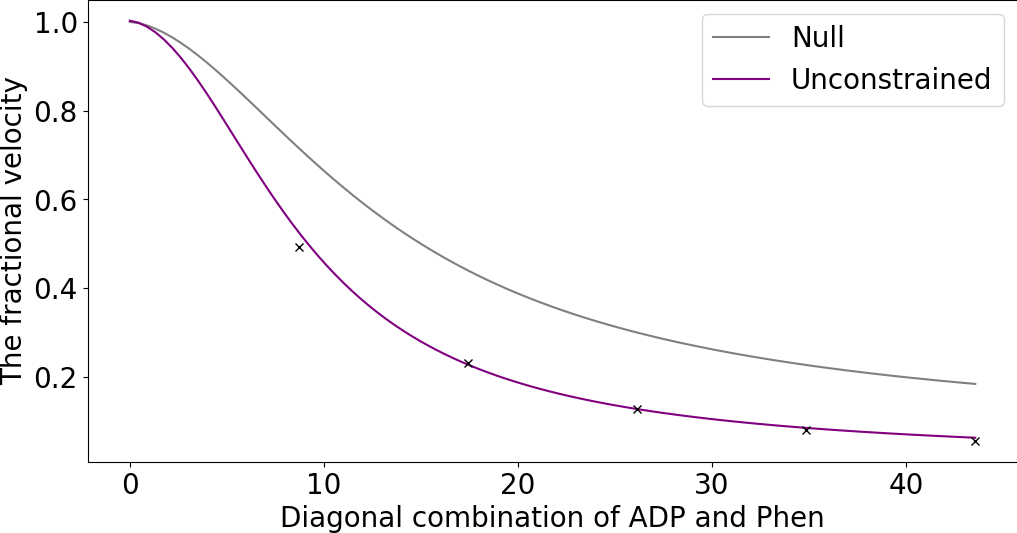 The fractional velocity
1.0
0.8
0.6
0.4
0.2
Null
Unconstrained
0
10
20
30
40
Diagonal combination of ADP and Phen